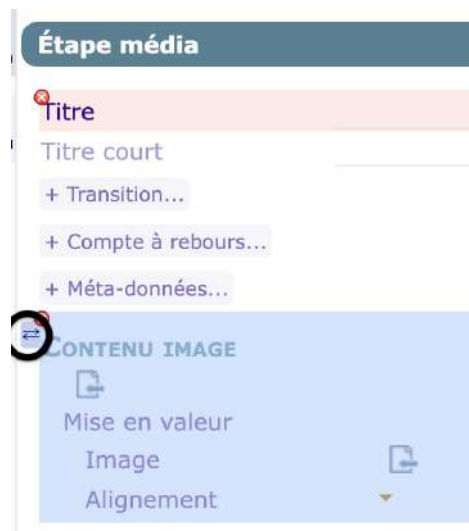 Étape média
Titre
Titre court
+ Transition...
+ Compte à rebours...
+ Méta-données...
CONTENU IMAGE
Mise en valeur
Image
Alignement